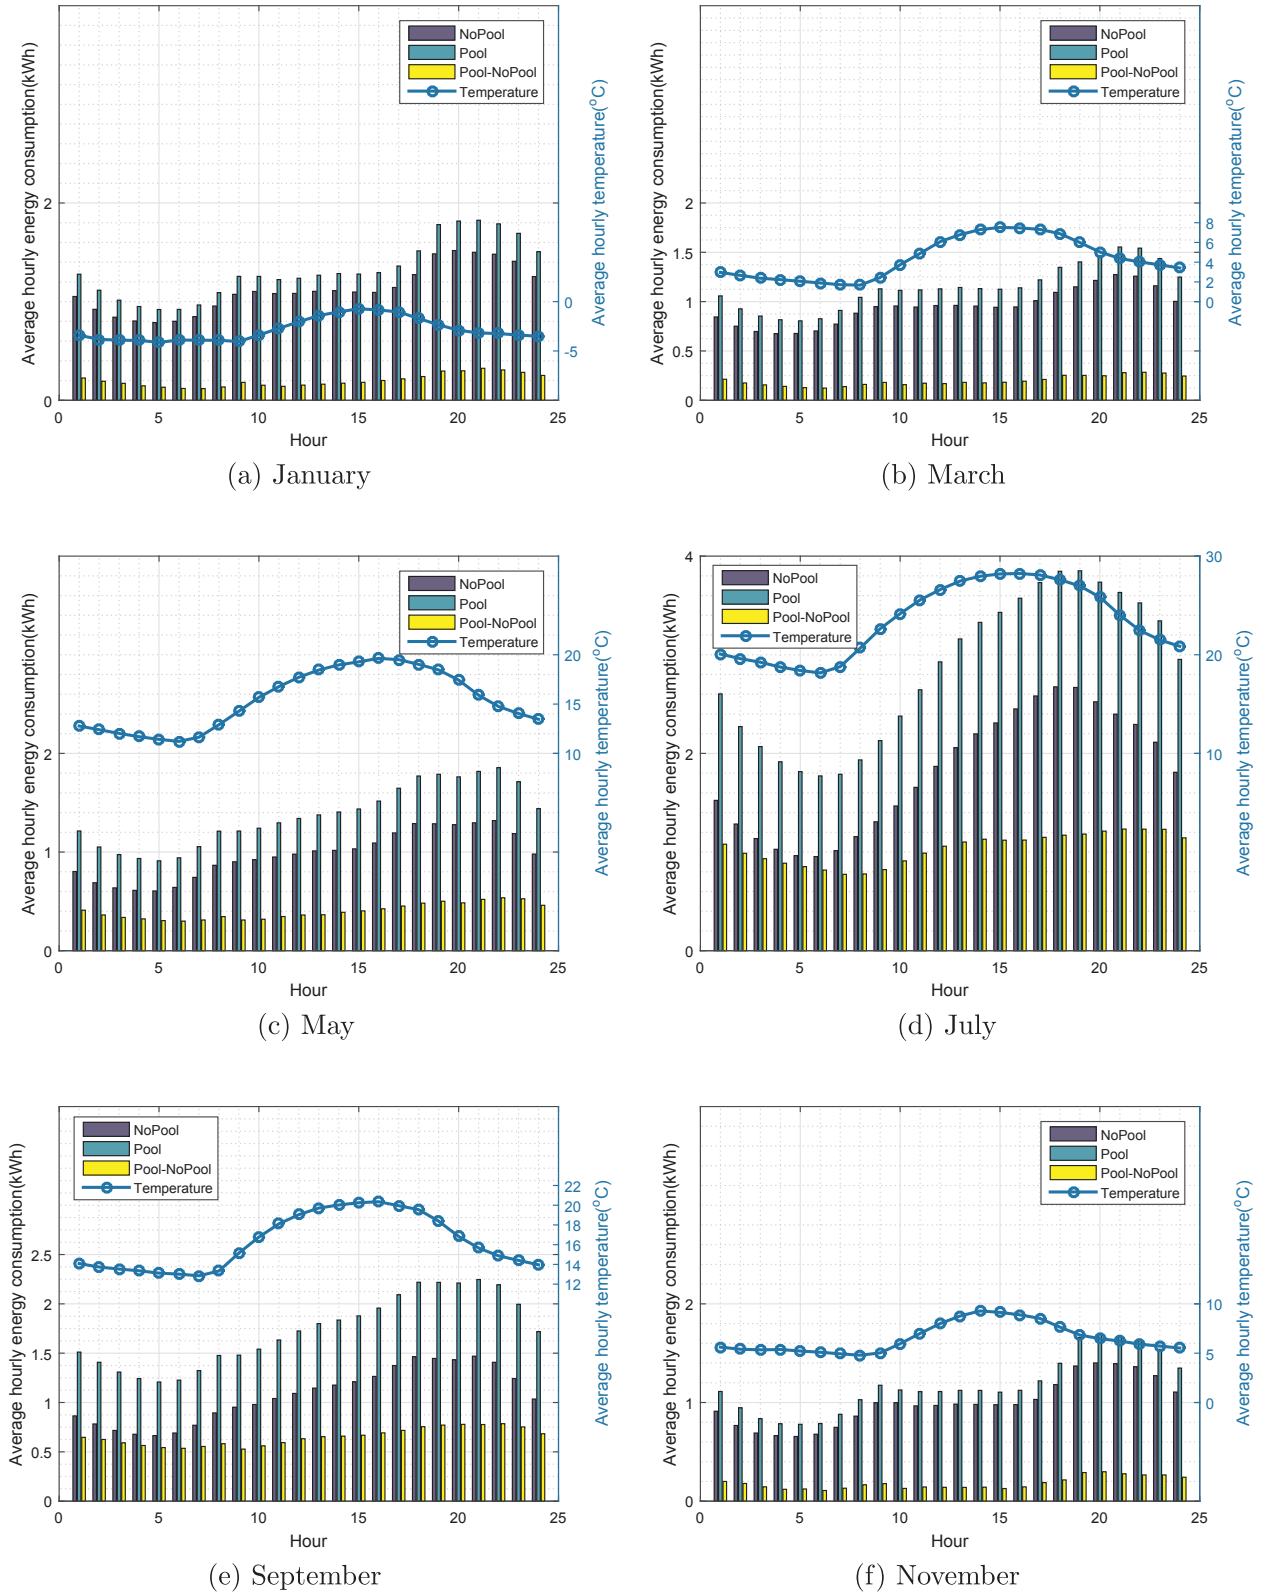 NoPool
Pool
Pool-NoPool
Temperature
Average hourly energy consumption(kWh)
Average hourly temperature(°C)
2
0
0
-5
0 5 10 15 20 25
Hour
(a) January
NoPool
Pool
Pool-NoPool
Temperature
Average hourly energy consumption(kWh)
Average hourly temperature(°C)
2
1.5
1
0.5
0
8
6
4
2
0
0 5 10 15 20 25
Hour
(b) March
NoPool
Pool
Pool-NoPool
Temperature
Average hourly energy consumption(kWh)
Average hourly temperature(°C)
2
1
0
20
15
10
0 5 10 15 20 25
Hour
(c) May
NoPool
Pool
Pool-NoPool
Temperature
Average hourly energy consumption(kWh)
Average hourly temperature(°C)
4
3
2
1
0
30
20
10
0 5 10 15 20 25
Hour
(d) July
NoPool
Pool
Pool-NoPool
Temperature
Average hourly energy consumption(kWh)
Average hourly temperature(°C)
2.5
2
1.5
1
0.5
0
22
20
18
16
14
12
0 5 10 15 20 25
Hour
(e) September
NoPool
Pool
Pool-NoPool
Temperature
Average hourly energy consumption(kWh)
Average hourly temperature(°C)
2
1
0
10
5
0
0 5 10 15 20 25
Hour
(f) November